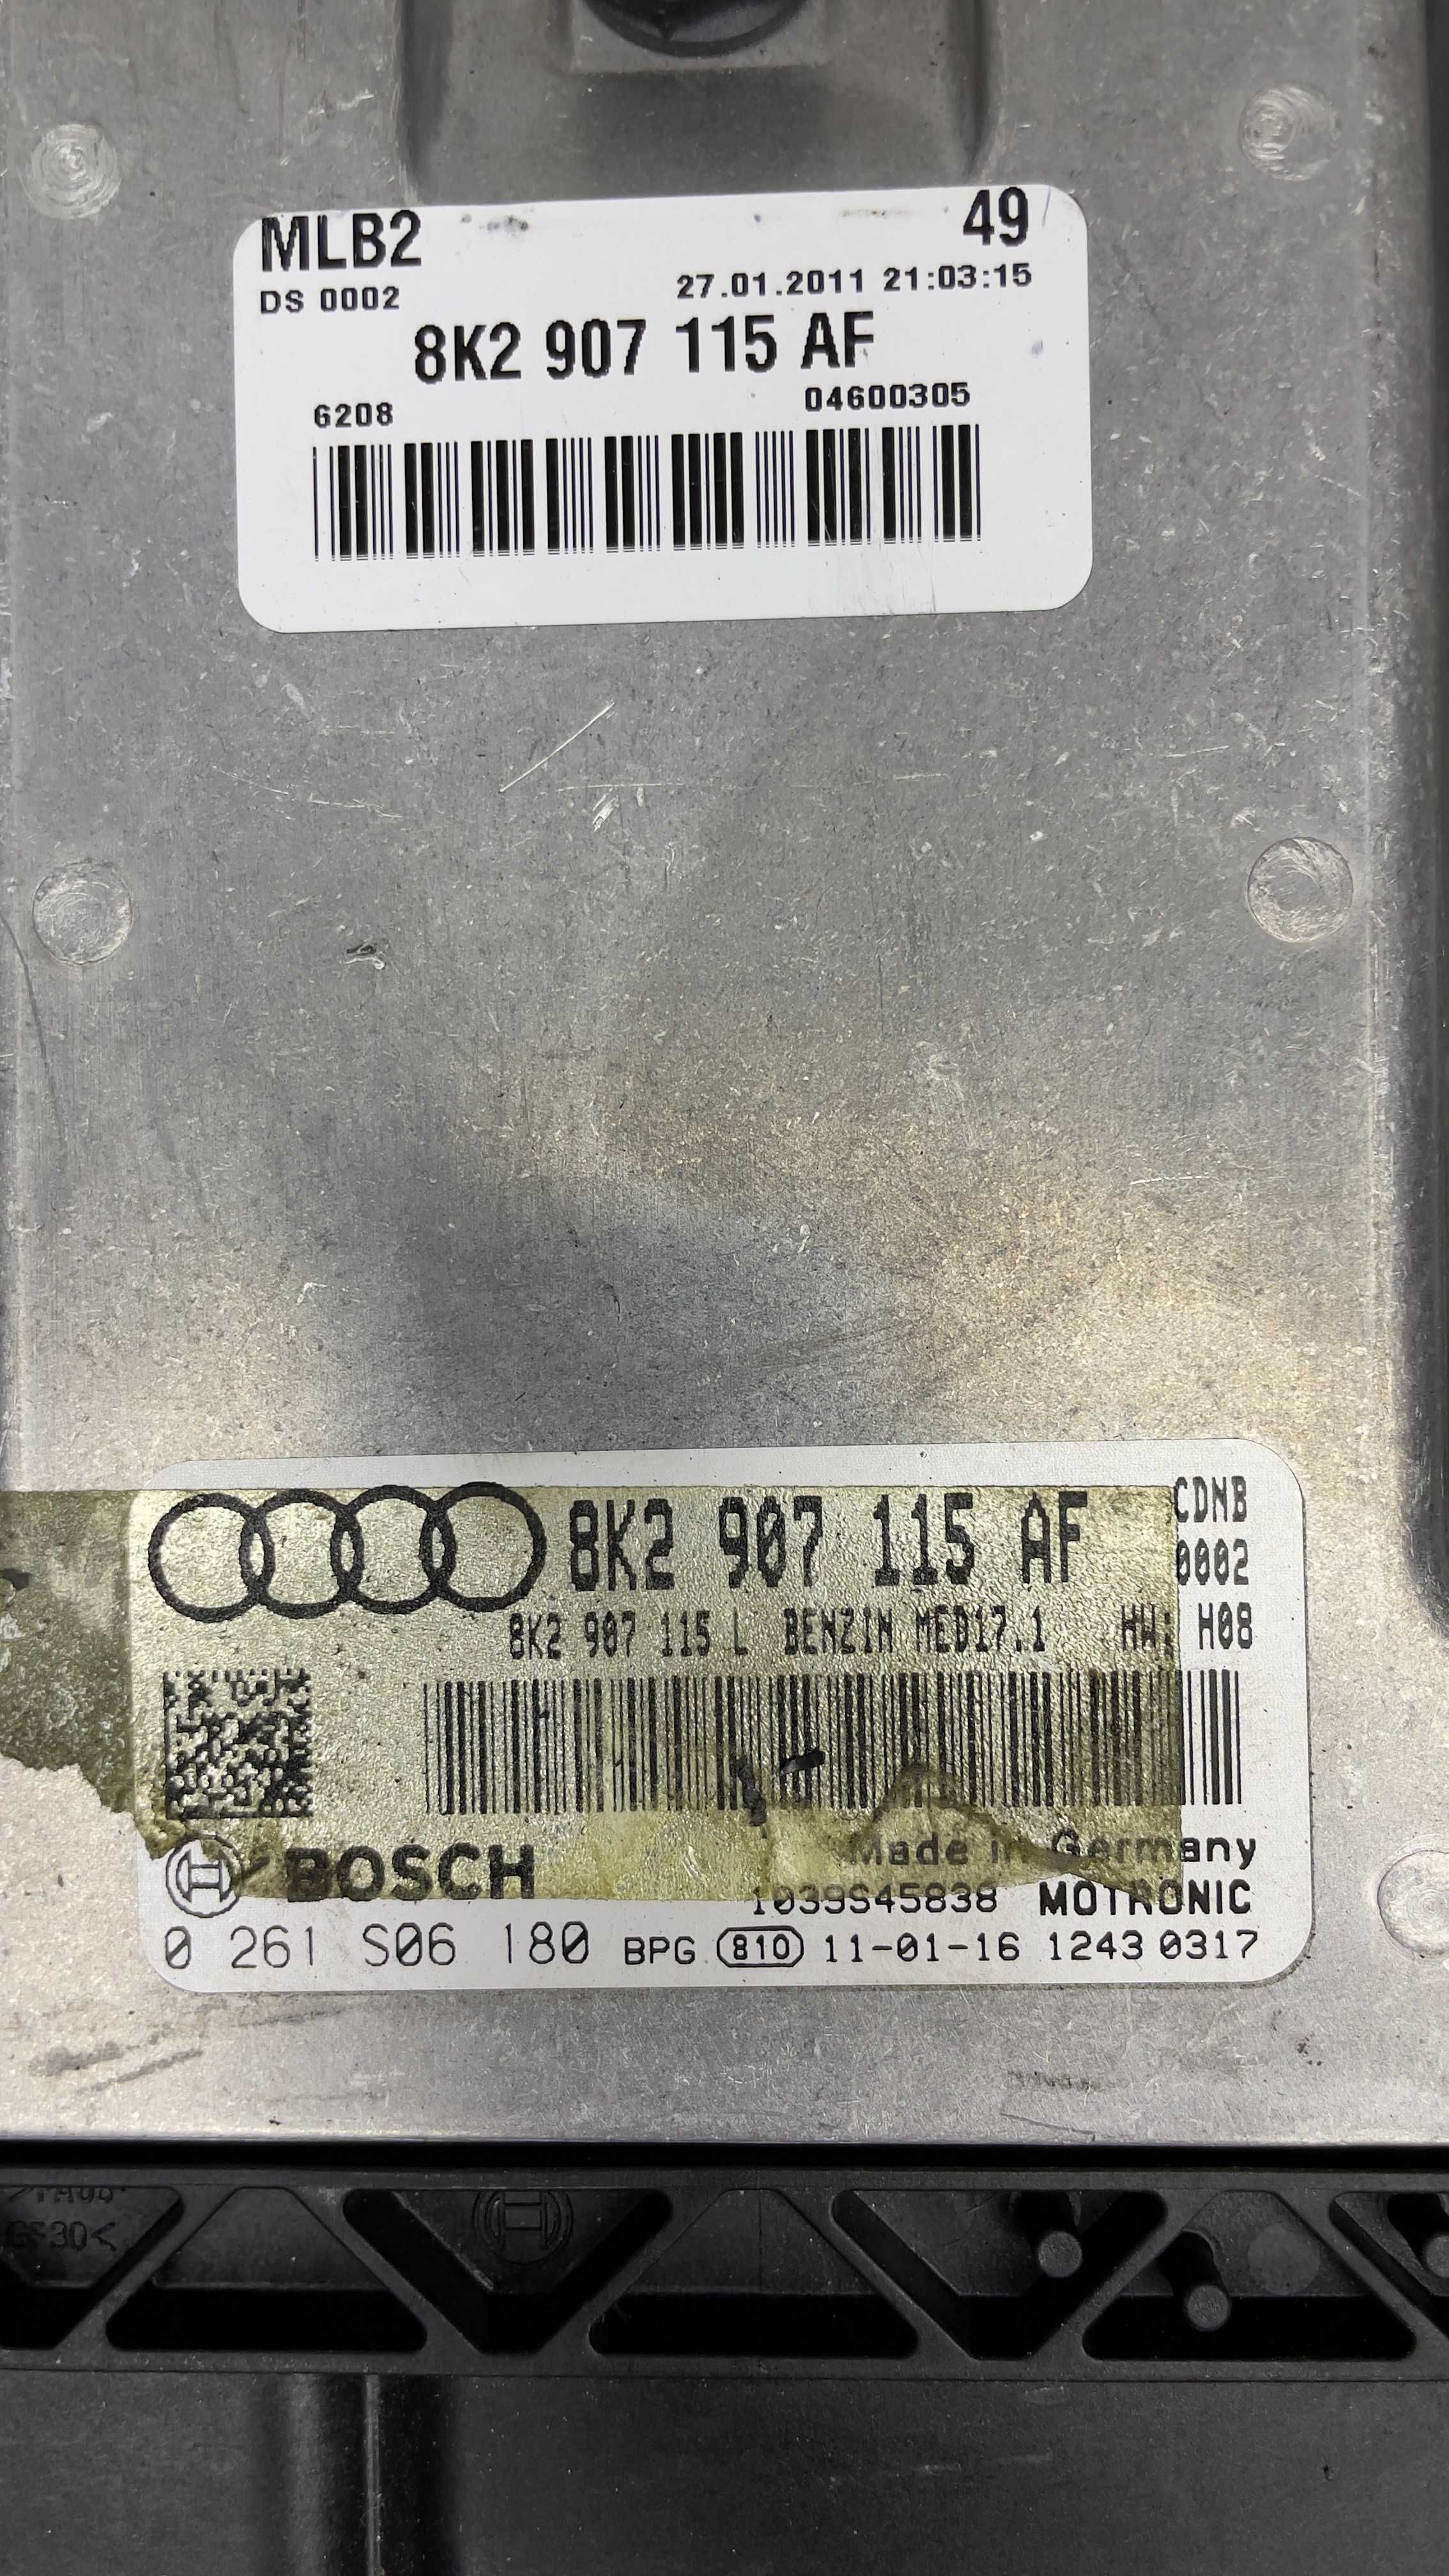 MLB2 49
DS 0002 27.01.2011 21:03:15
8K2 907 115 AF
6208 04600305
8K2 907 115 AF CDNB
0002
8K2 907 115 L BENZIN MED17.1 HW: H08
Made in Germany
BOSCH
1039S45838 MOTRONIC
0 261 S06 180 BPG 810 11-01-16 1243 0317